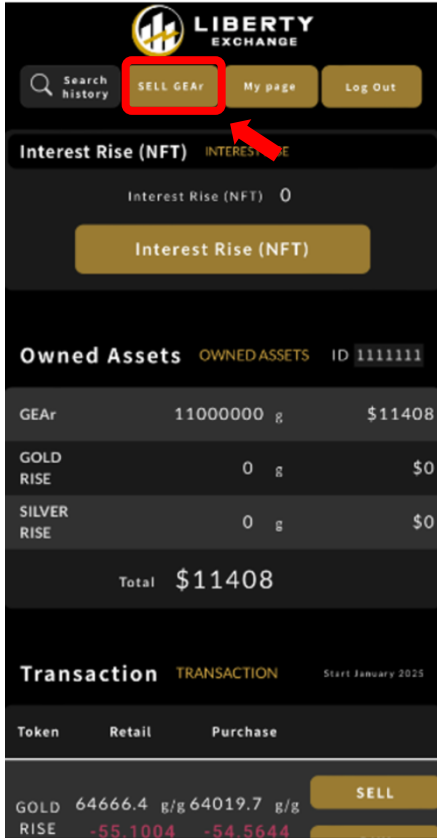 LIBERTY
EXCHANGE
Search
history
SELL GEAr
My page
Log Out
Interest Rise (NFT)
Interest Rise (NFT) 0
Interest Rise (NFT)
Owned Assets OWNED ASSETS ID 1111111
GEAr 11000000 g $11408
GOLD
RISE 0 g $0
SILVER
RISE 0 g $0
Total $11408
Transaction TRANSACTION Start January 2025
Token Retail Purchase
GOLD
RISE
64666.4 g/g 64019.7 g/g
-55.1004 -54.5644
SELL